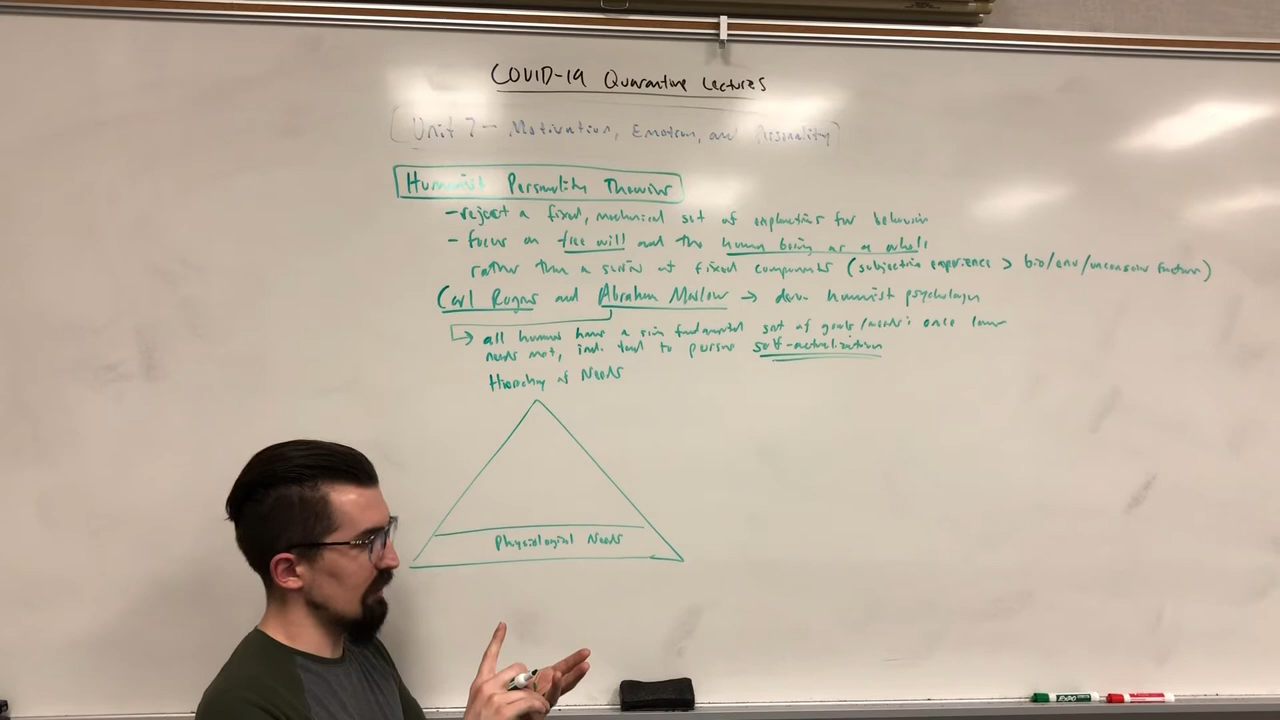 COVID-19 Quarantine Lectures
Unit 7 - Motivation, Emotion, and Personality
Humanist Personality Theories
- reject a fixed, mechanical set of explanations for behavior
- focus on free will and the human being as a whole
rather than a series of fixed components (subjective experience > bio/env/unconscious factors)
Carl Rogers and Abraham Maslow → humanist psychology
all humans have a sim. fundamental set of goals/needs; once lower
needs met, ind. tend to pursue self-actualization
Hierarchy of Needs
Physiological Needs
EXPO